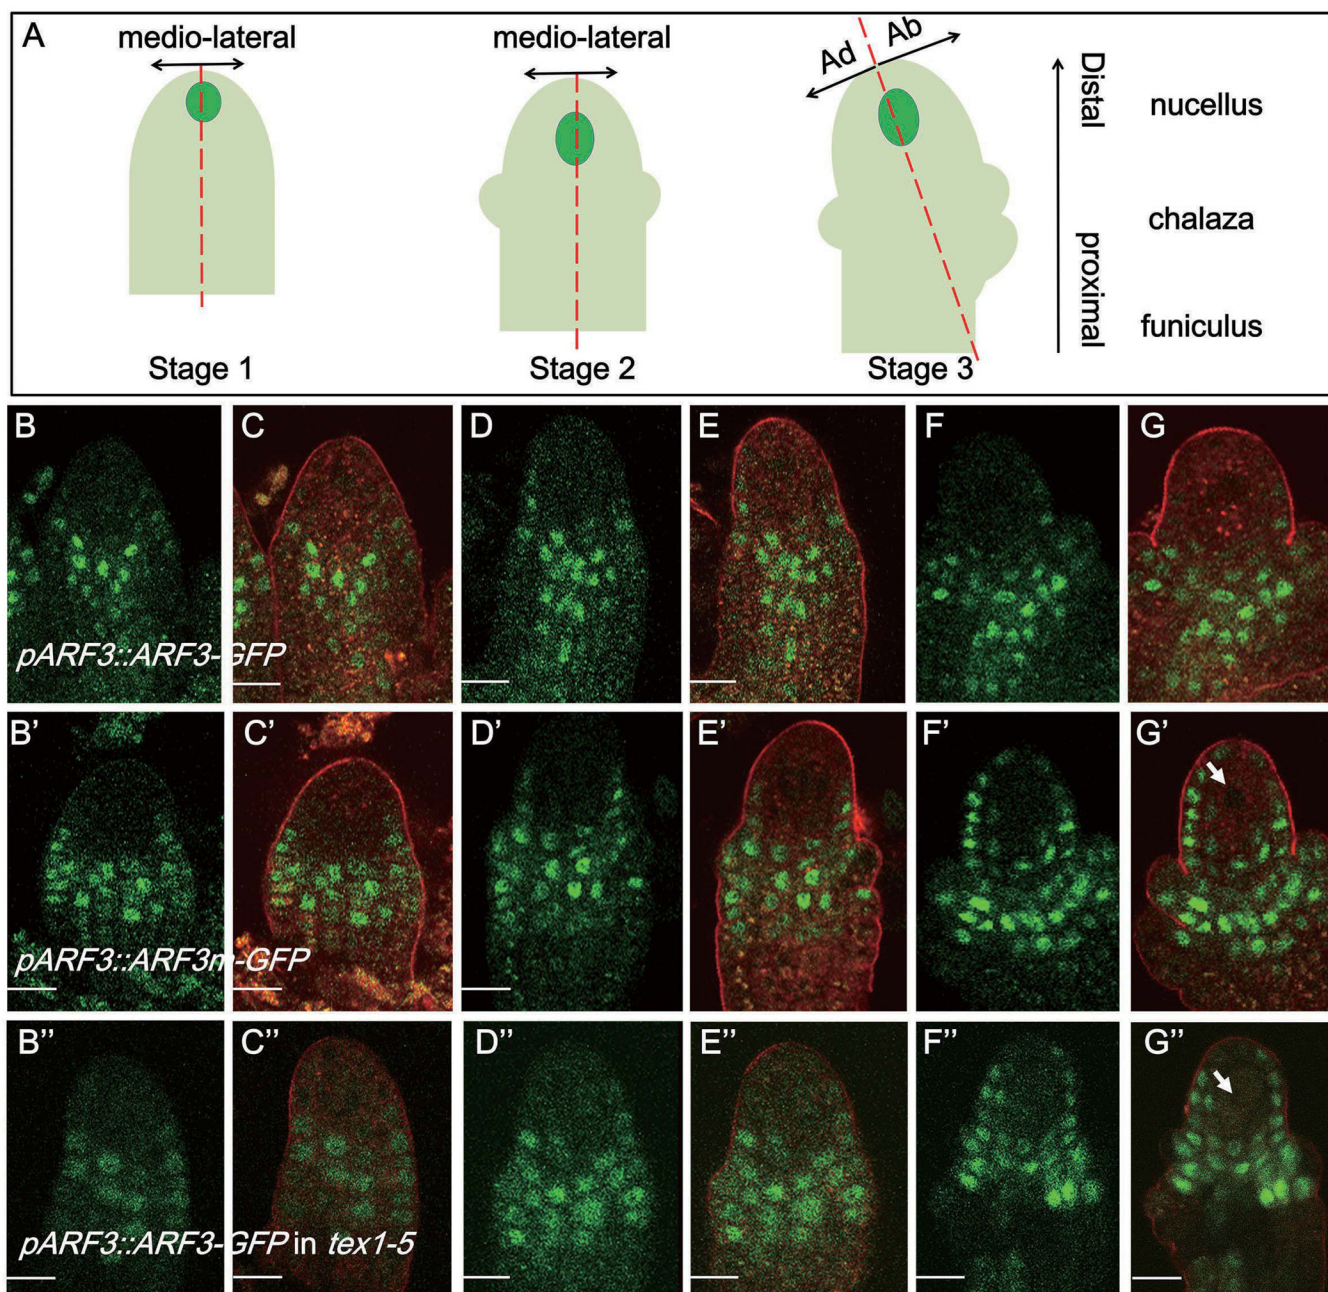 A
medio-lateral
medio-lateral
Ad
Ab
Distal
proximal
nucellus
chalaza
funiculus
Stage 1
Stage 2
Stage 3
B
C
D
E
F
G
pARF3::ARF3-GFP
B’
C’
D’
E’
F’
G’
pARF3::ARF3m-GFP
B’’
C’’
D’’
E’’
F’’
G’’
pARF3::ARF3-GFP in tex1-5